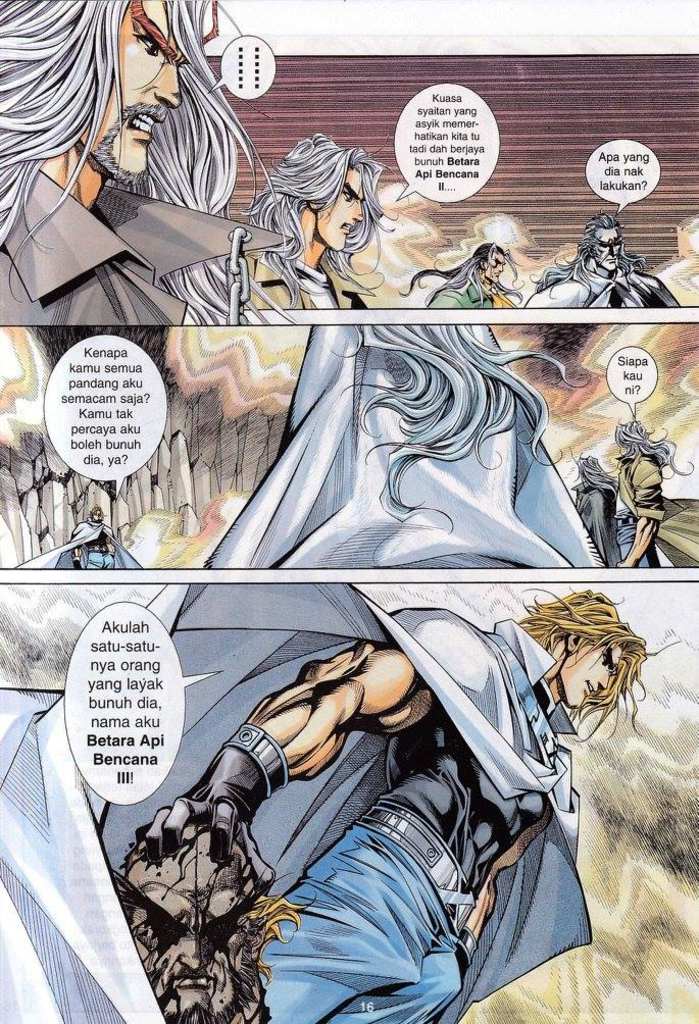 Kuasa
syaitan yang
asyik memer-
hatikan kita tu
tadi dah berjaya
bunuh Betara
Api Bencana
II....
Apa yang
dia nak
lakukan?
Kenapa
kamu semua
pandang aku
semacam saja?
Kamu tak
percaya aku
boleh bunuh
dia, ya?
Siapa
kau
ni?
Akulah
satu-satu-
nya orang
yang layak
bunuh dia,
nama aku
Betara Api
Bencana
III!
16